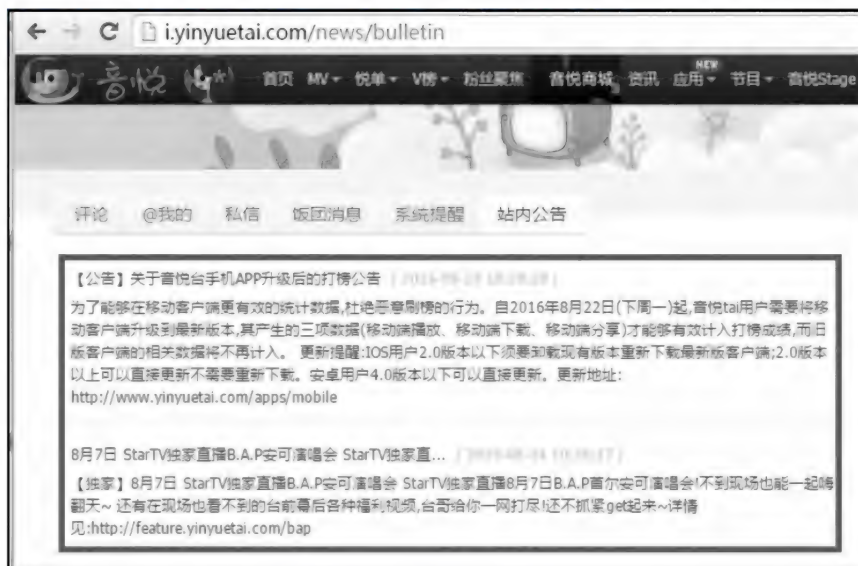 i.yinyuetai.com/news/bulletin
音悦 首页 MV 悦单 V榜 粉丝聚焦 音悦商城 资讯 应用 NEW 节目 音悦Stage
评论 @我的 私信 饭团消息 系统提醒 站内公告
【公告】关于音悦台手机APP升级后的打榜公告
为了能够在移动客户端更有效的统计数据,杜绝恶意刷榜的行为。自2016年8月22日(下周一)起,音悦tai用户需要将移
动客户端升级到最新版本,其产生的三项数据(移动端播放、移动端下载、移动端分享)才能够有效计入打榜成绩,而旧
版客户端的相关数据将不再计入。 更新提醒:IOS用户2.0版本以下须要卸载现有版本重新下载最新版客户端;2.0版本
以上可以直接更新不需要重新下载。安卓用户4.0版本以下可以直接更新。更新地址:
http://www.yinyuetai.com/apps/mobile
8月7日 StarTV独家直播B.A.P安可演唱会 StarTV独家直...
【独家】8月7日 StarTV独家直播B.A.P安可演唱会 StarTV独家直播8月7日B.A.P首尔安可演唱会!不到现场也能一起嗨
翻天~ 还有在现场也看不到的台前幕后各种福利视频,台哥给你一网打尽!还不抓紧get起来~详情
见:http://feature.yinyuetai.com/bap